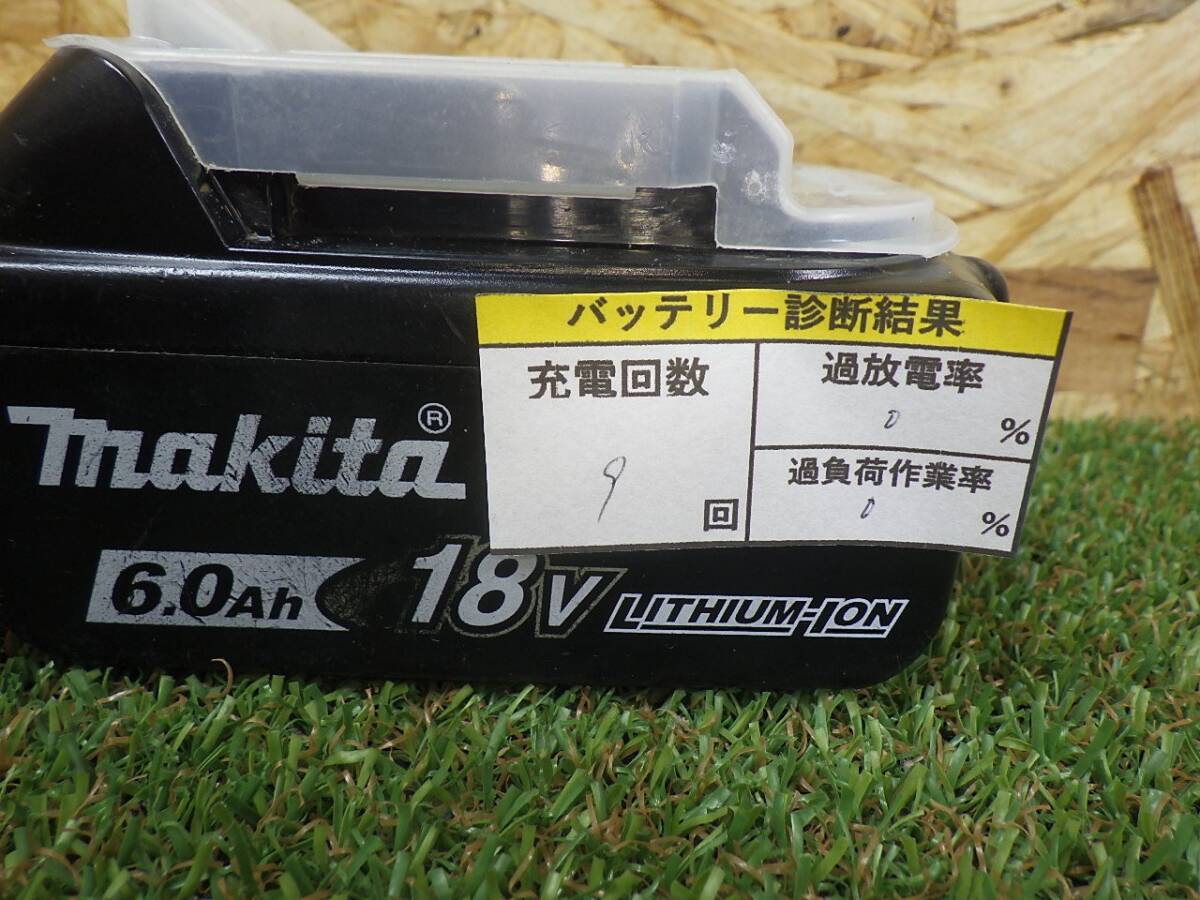 バッテリー診断結果
充電回数
9
回
過放電率
0 %
過負荷作業率
0 %
makita®
6.0Ah 18V LITHIUM-ION